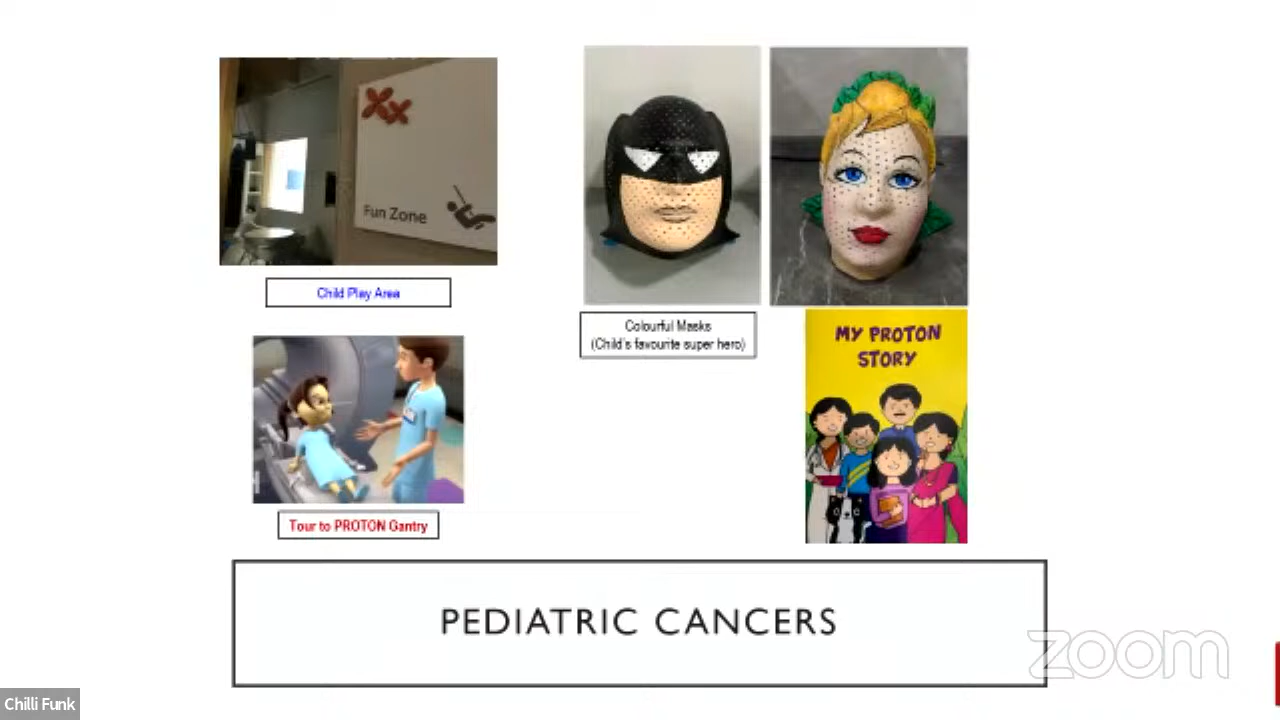 Fun Zone
Child Play Area
Colourful Masks
(Child's favourite super hero)
MY PROTON
STORY
Tour to PROTON Gantry
PEDIATRIC CANCERS
zoom
Chilli Funk